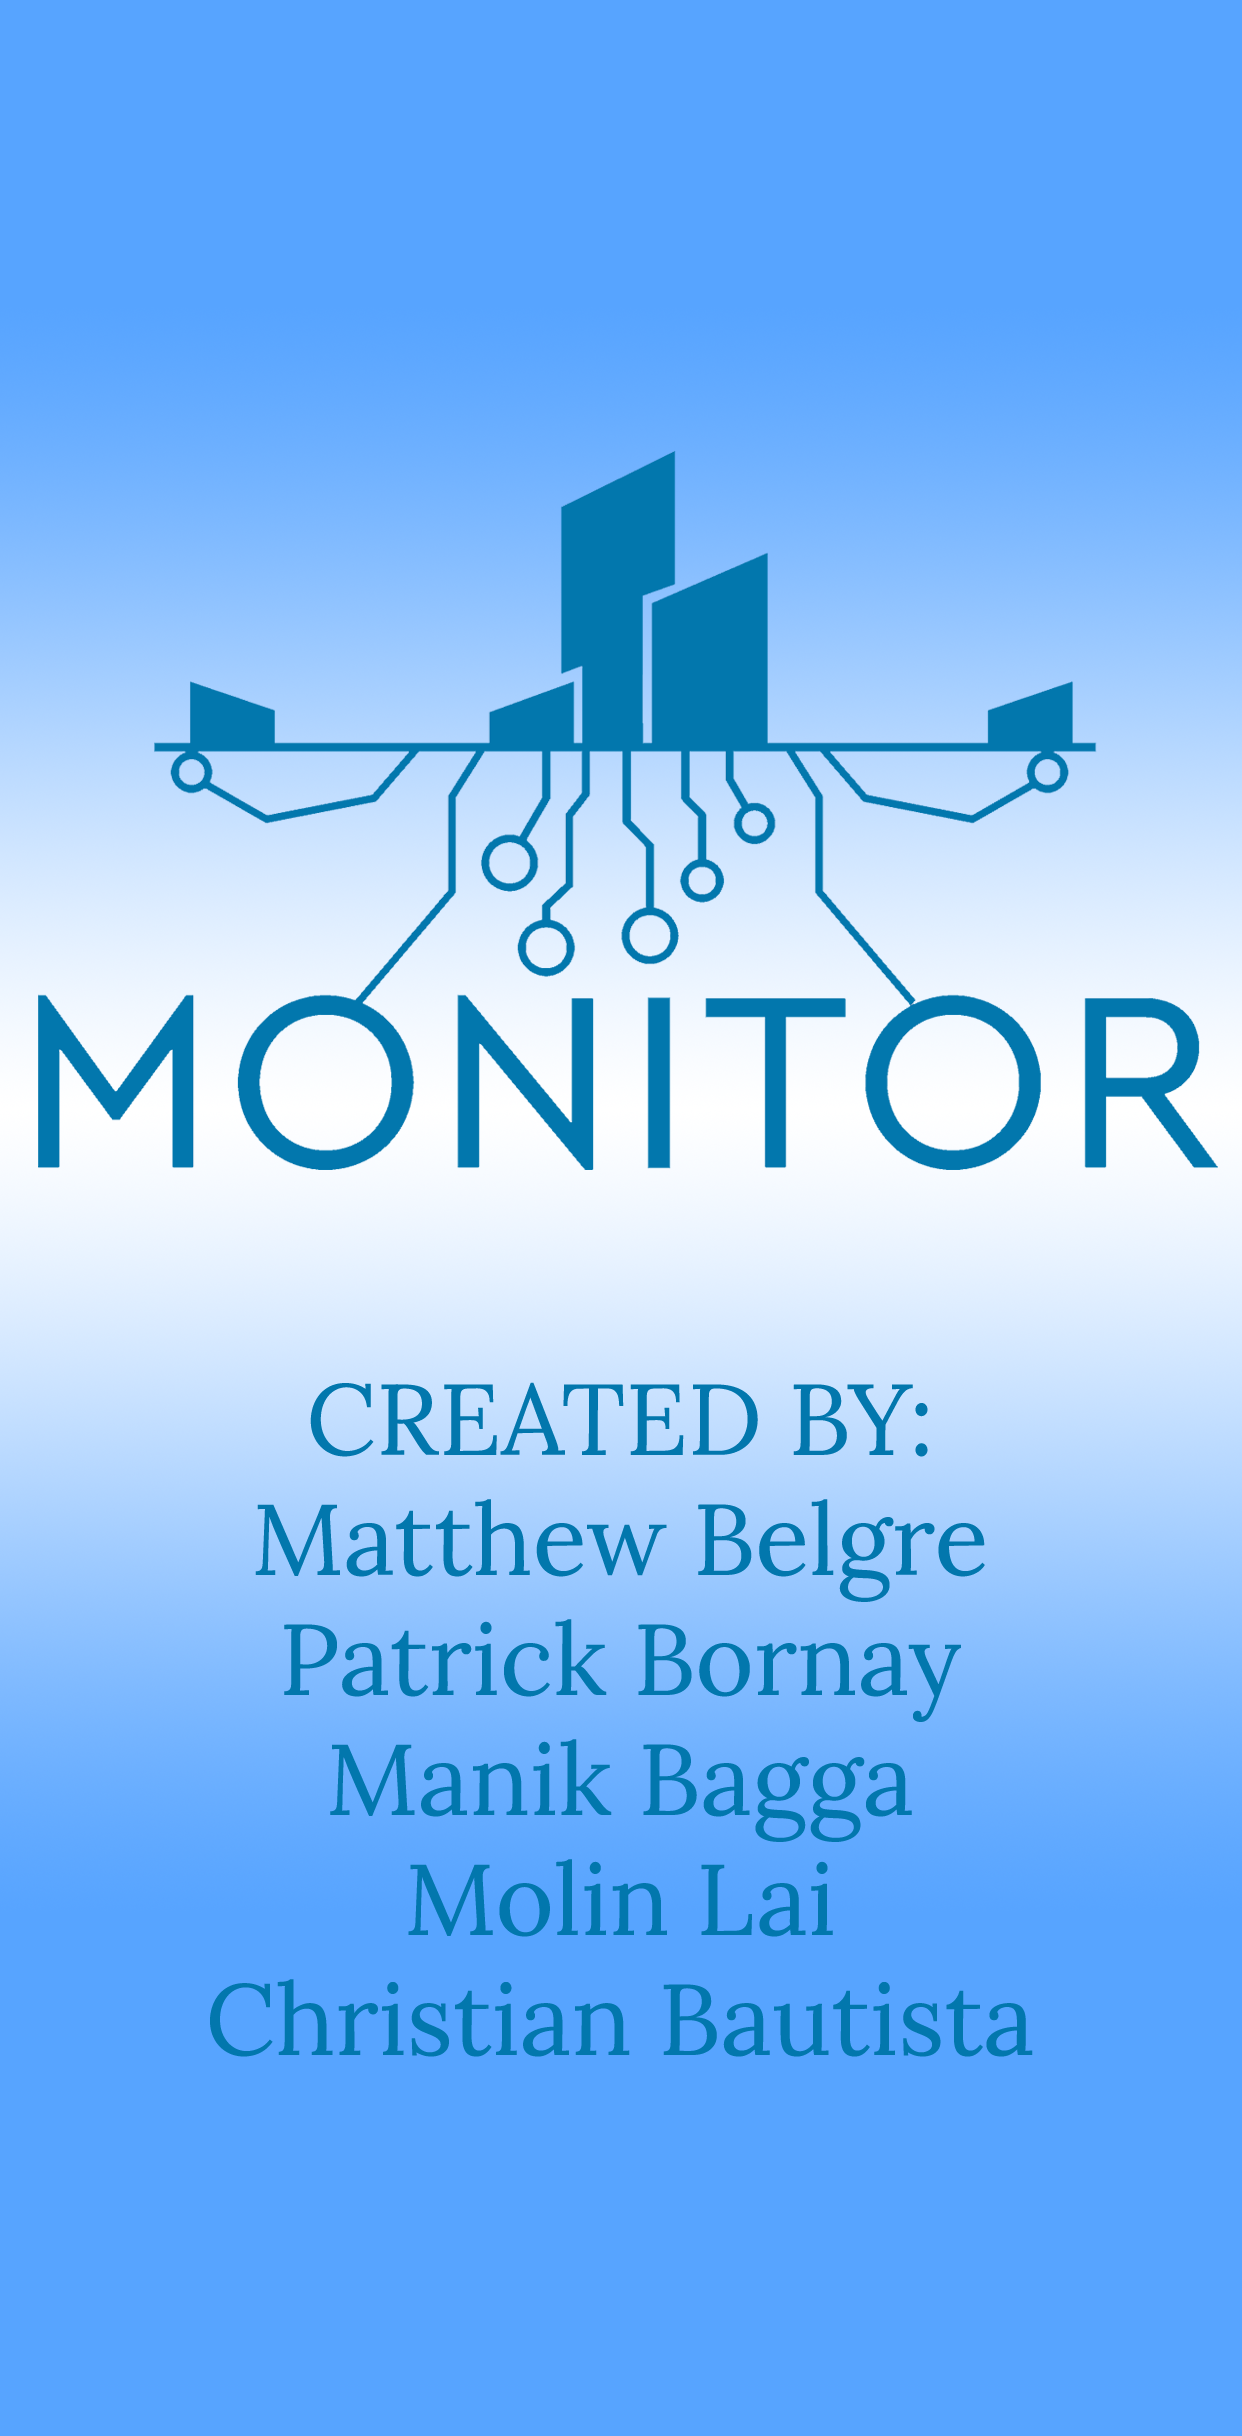 MONITOR
CREATED BY:
Matthew Belgre
Patrick Bornay
Manik Bagga
Molin Lai
Christian Bautista